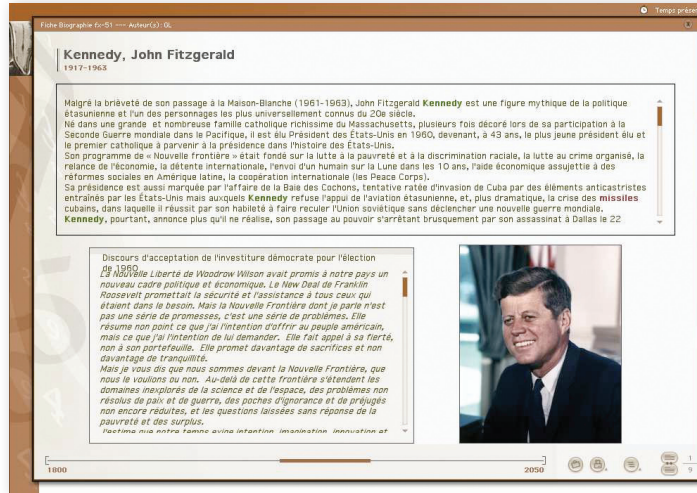 Temps prése
Fiche Biographie fx-51 --- Auteur(s): GL
Kennedy, John Fitzgerald
1917-1963
Malgré la brièveté de son passage à la Maison-Blanche (1961-1963), John Fitzgerald Kennedy est une figure mythique de la politique
étasunienne et l'un des personnages les plus universellement connus du 20e siècle.
Né dans une grande et nombreuse famille catholique richissime du Massachusetts, plusieurs fois décoré lors de sa participation à la
Seconde Guerre mondiale dans le Pacifique, il est élu Président des États-Unis en 1960, devenant, à 43 ans, le plus jeune président élu et
le premier catholique à parvenir à la présidence dans l'histoire des États-Unis.
Son programme de « Nouvelle frontière » était fondé sur la lutte à la pauvreté et à la discrimination raciale, la lutte au crime organisé, la
relance de l'économie, la détente internationale, l'envoi d'un humain sur la Lune dans les 10 ans, l'aide économique assujettie à des
réformes sociales en Amérique latine, la coopération internationale (les Peace Corps).
Sa présidence est aussi marquée par l'affaire de la Baie des Cochons, tentative ratée d'invasion de Cuba par des éléments anticastristes
entraînés par les États-Unis mais auxquels Kennedy refuse l'appui de l'aviation étasunienne, et, plus dramatique, la crise des missiles
cubains, dans laquelle il réussit par son habileté à faire reculer l'Union soviétique sans déclencher une nouvelle guerre mondiale.
Kennedy, pourtant, annonce plus qu'il ne réalise, son passage au pouvoir s'arrêtant brusquement par son assassinat à Dallas le 22
Discours d'acceptation de l'investiture démocrate pour l'élection
de 1960
La Nouvelle Liberté de Woodrow Wilson avait promis à notre pays un
nouveau cadre politique et économique. Le New Deal de Franklin
Roosevelt promettait la sécurité et l'assistance à tous ceux qui
étaient dans le besoin. Mais la Nouvelle Frontière dont je parle n'est
pas une série de promesses, c'est une série de problèmes. Elle
résume non point ce que j'ai l'intention d'offrir au peuple américain,
mais ce que j'ai l'intention de lui demander. Elle fait appel à sa fierté,
non à son portefeuille. Elle promet davantage de sacrifices et non
davantage de tranquillité.
Mais je vous dis que nous sommes devant la Nouvelle Frontière, que
nous le voulions ou non. Au-delà de cette frontière s'étendent les
domaines inexplorés de la science et de l'espace, des problèmes non
résolus de paix et de guerre, des poches d'ignorance et de préjugés
non encore réduites, et les questions laissées sans réponse de la
pauvreté et des surplus.
J'estime que notre temps exige intention, imagination, innovation et
1800
2050
1
9